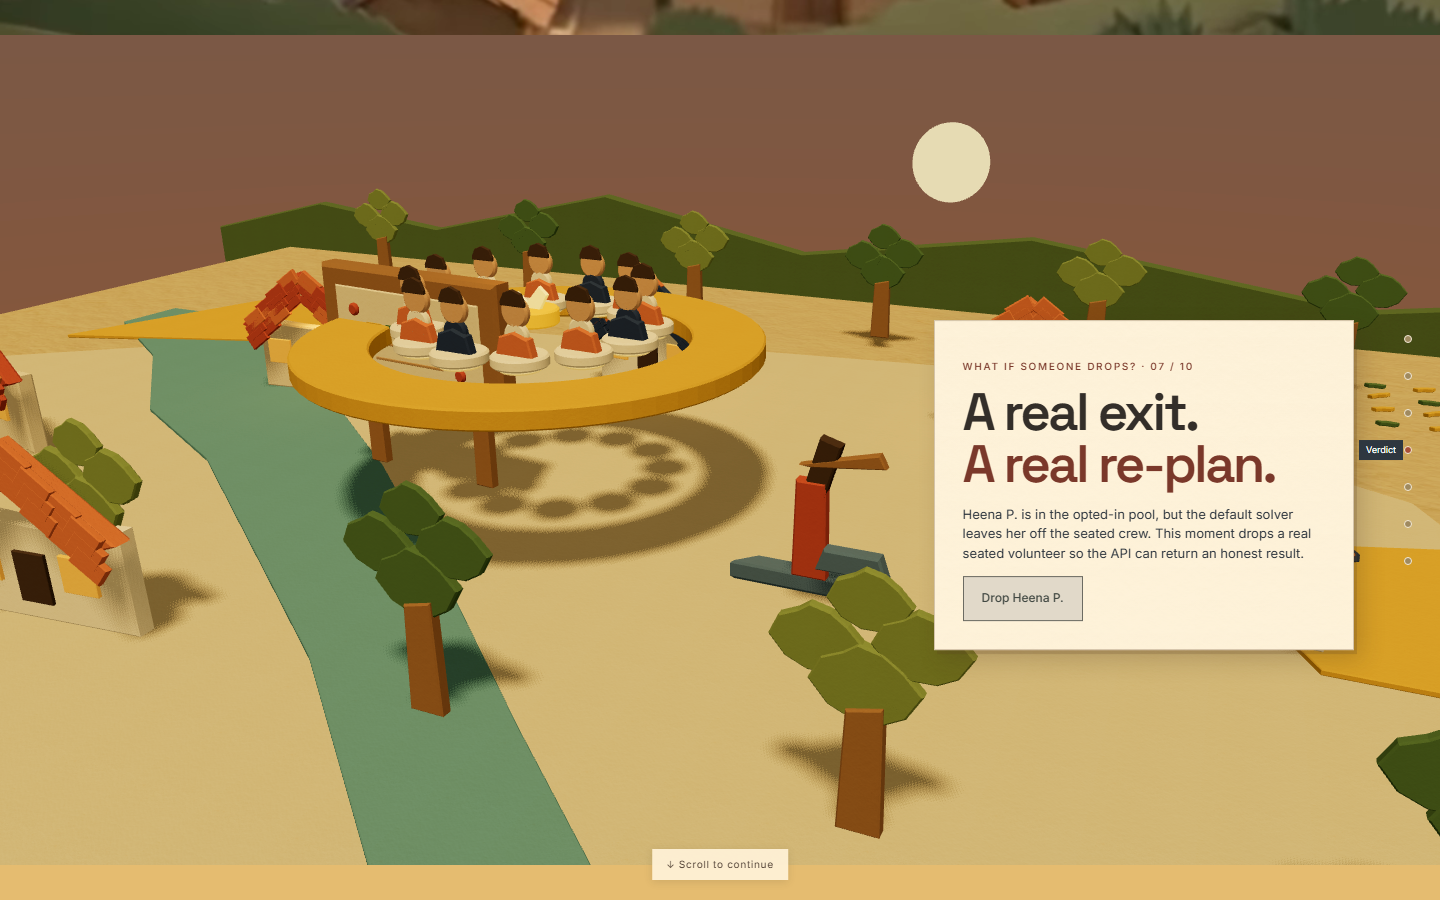 WHAT IF SOMEONE DROPS? · 07 / 10
A real exit.
A real re-plan.
Heena P. is in the opted-in pool, but the default solver
leaves her off the seated crew. This moment drops a real
seated volunteer so the API can return an honest result.
Drop Heena P.
Verdict
↓ Scroll to continue